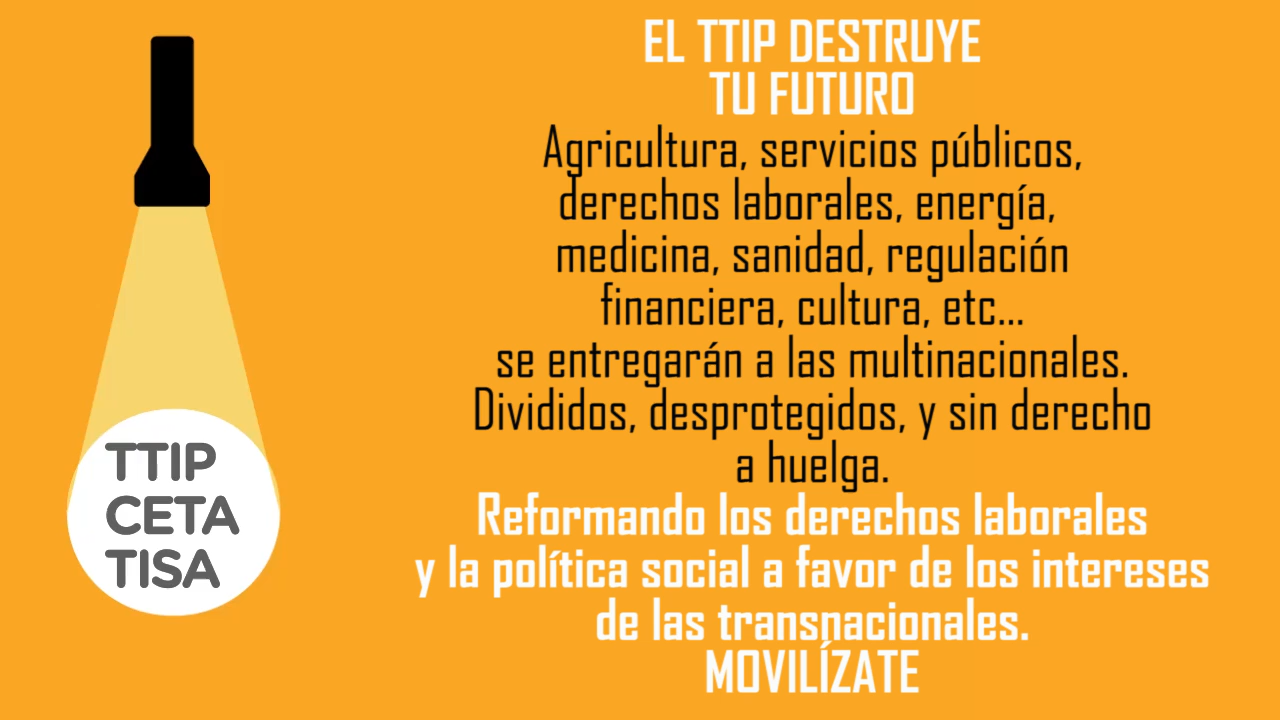 EL TTIP DESTRUYE
TU FUTURO
Agricultura, servicios públicos,
derechos laborales, energía,
medicina, sanidad, regulación
financiera, cultura, etc...
se entregarán a las multinacionales.
Divididos, desprotegidos, y sin derecho
a huelga.
Reformando los derechos laborales
y la política social a favor de los intereses
de las transnacionales.
MOVILÍZATE
TTIP
CETA
TISA